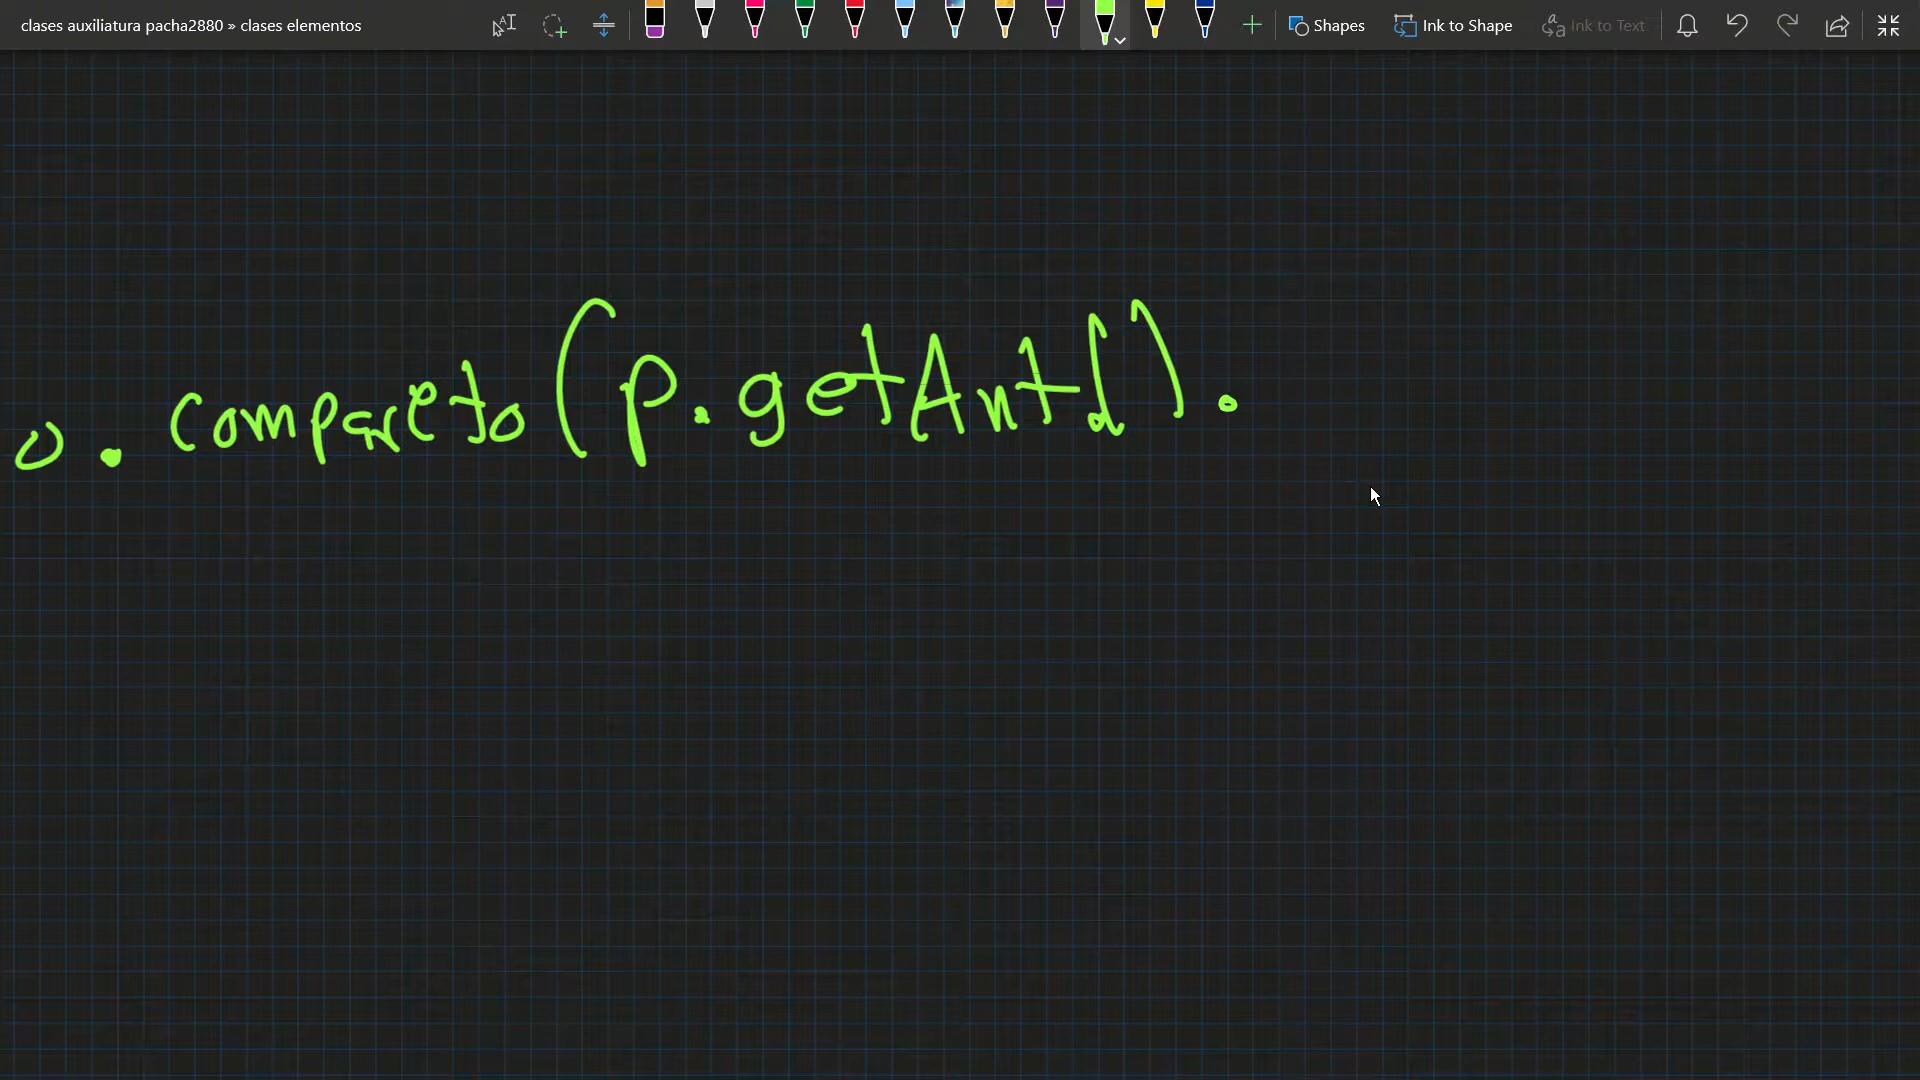 clases auxiliatura pacha2880 » clases elementos
Shapes
Ink to Shape
Ink to Text
o. compareto (p.getAnt().